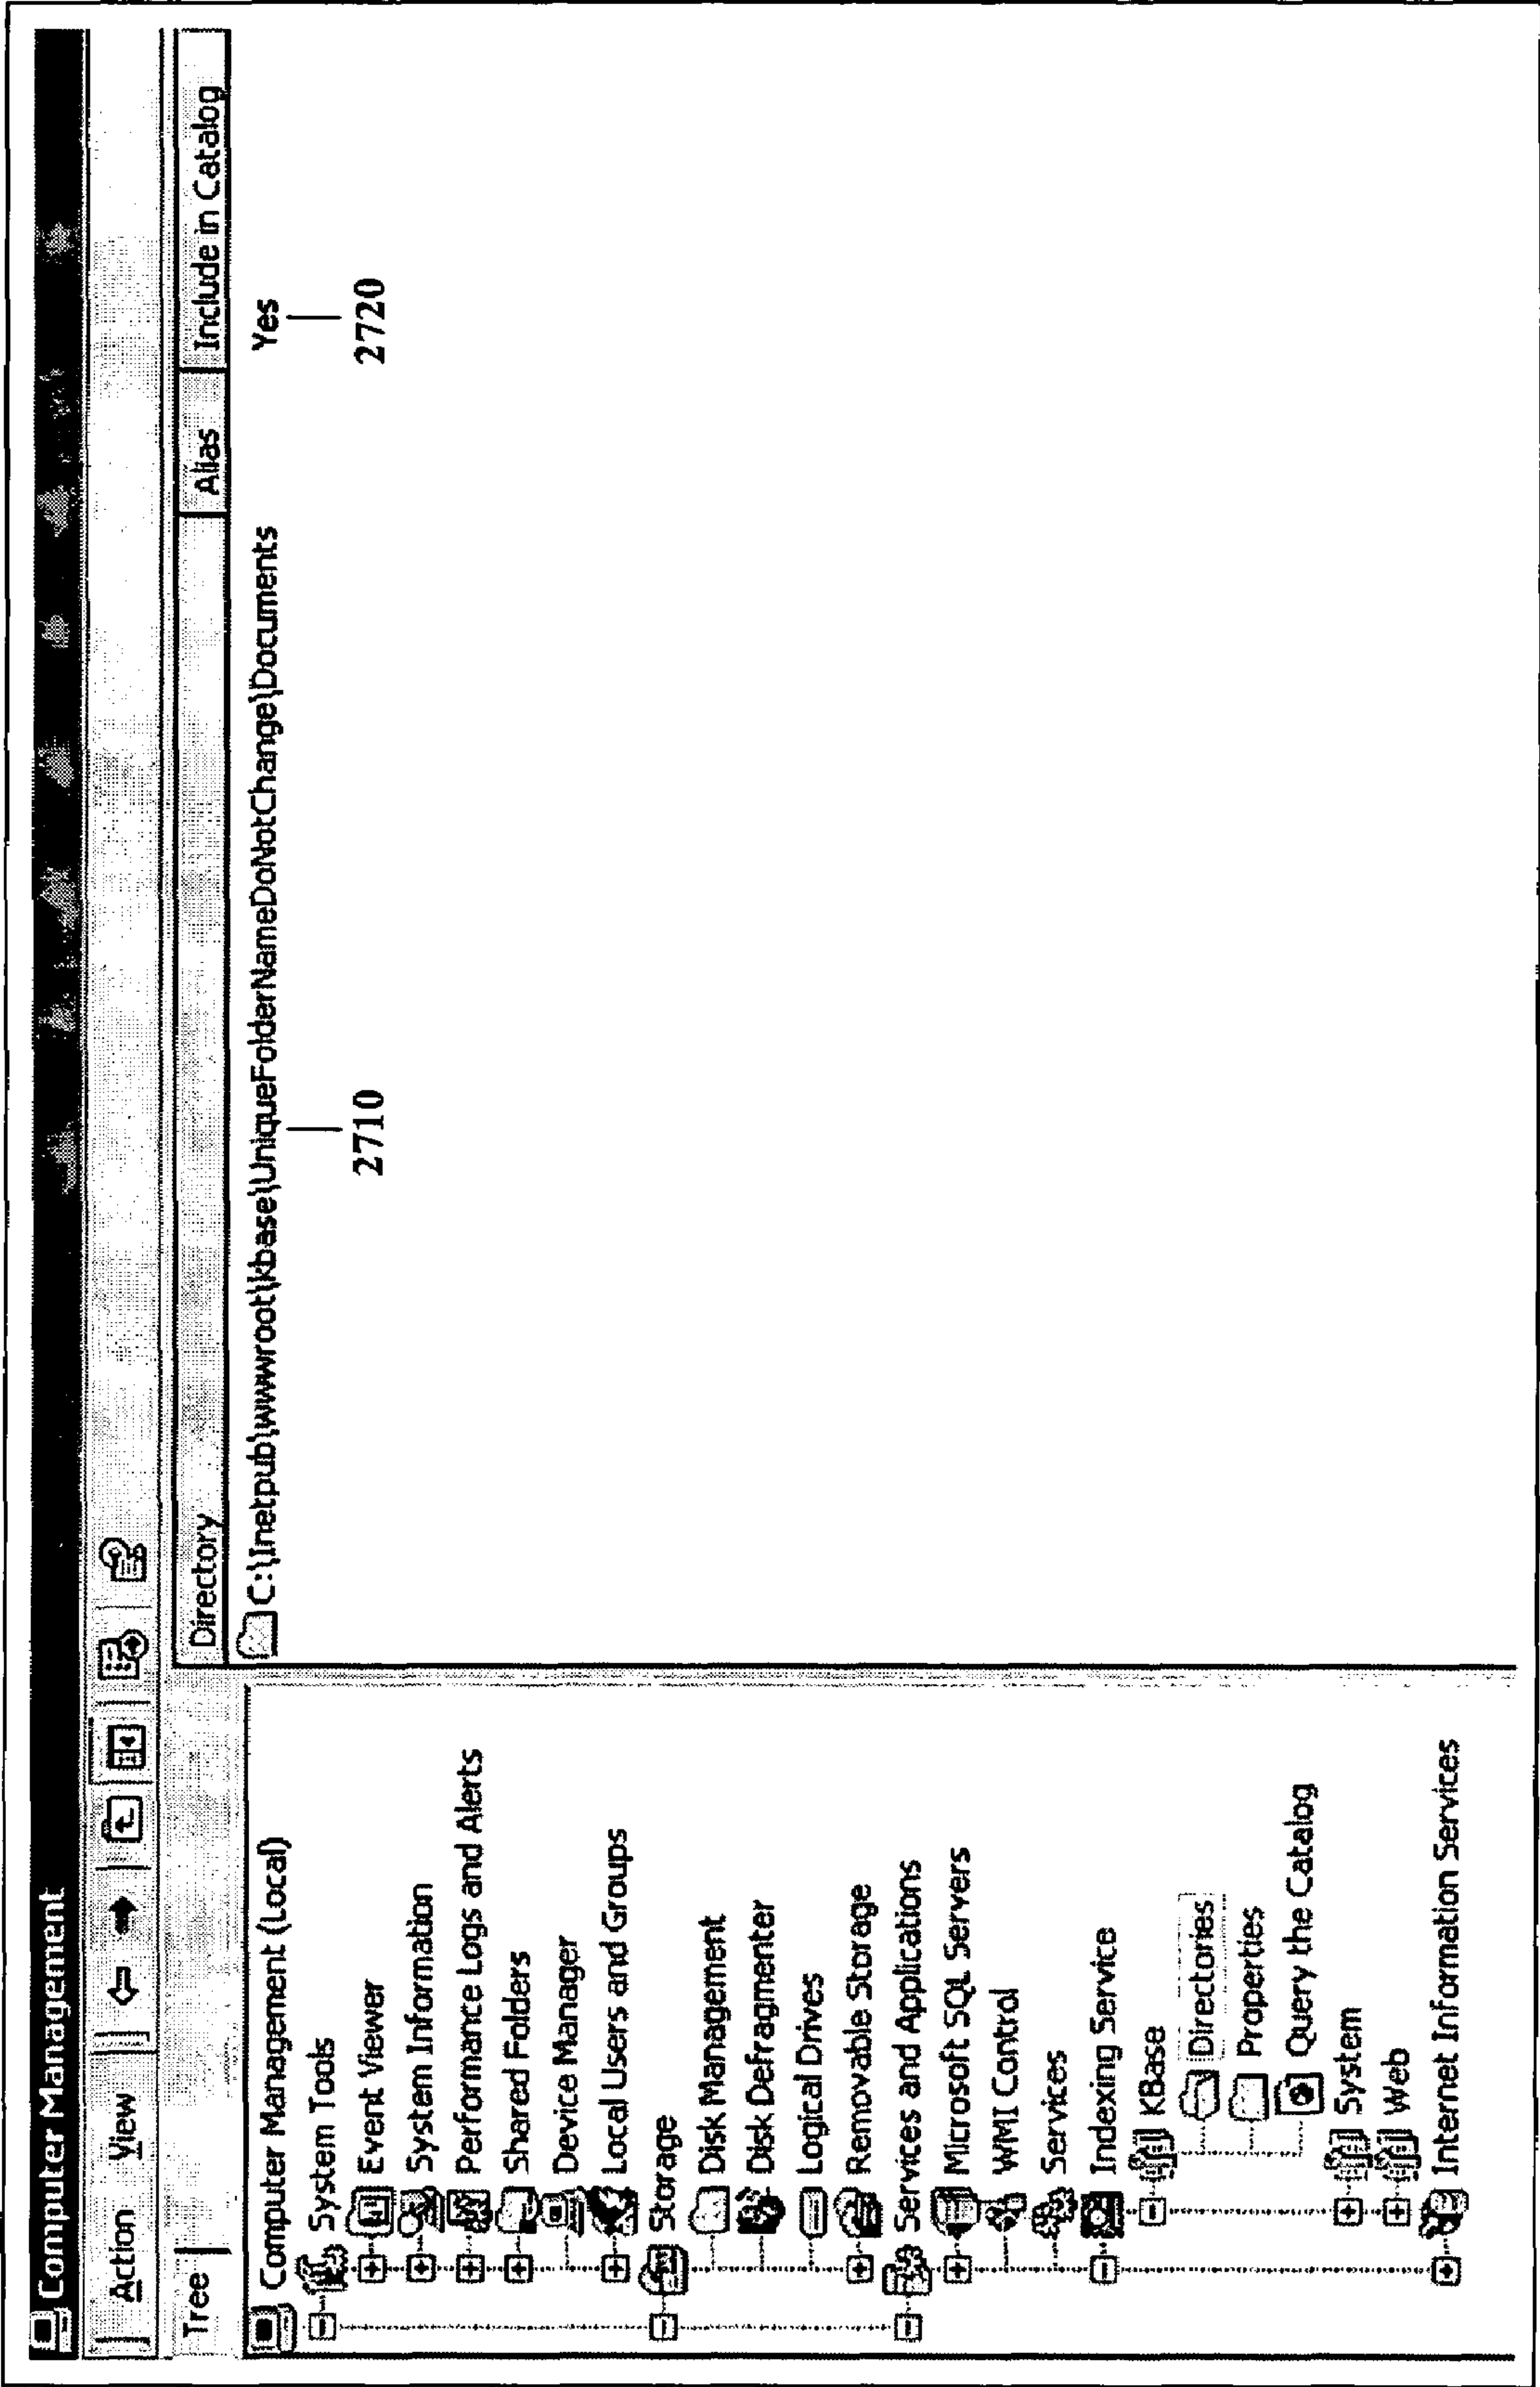 Computer Management
Action View
Tree
Computer Management (Local)
System Tools
Event Viewer
System Information
Performance Logs and Alerts
Shared Folders
Device Manager
Local Users and Groups
Storage
Disk Management
Disk Defragmenter
Logical Drives
Removable Storage
Services and Applications
Microsoft SQL Servers
WMI Control
Services
Indexing Service
KBase
Directories
Properties
Query the Catalog
System
Web
Internet Information Services
Directory Alias Include in Catalog
C:\Inetpub\wwwroot\kbase\UniqueFolderNameDoNotChange\Documents Yes
2710 2720